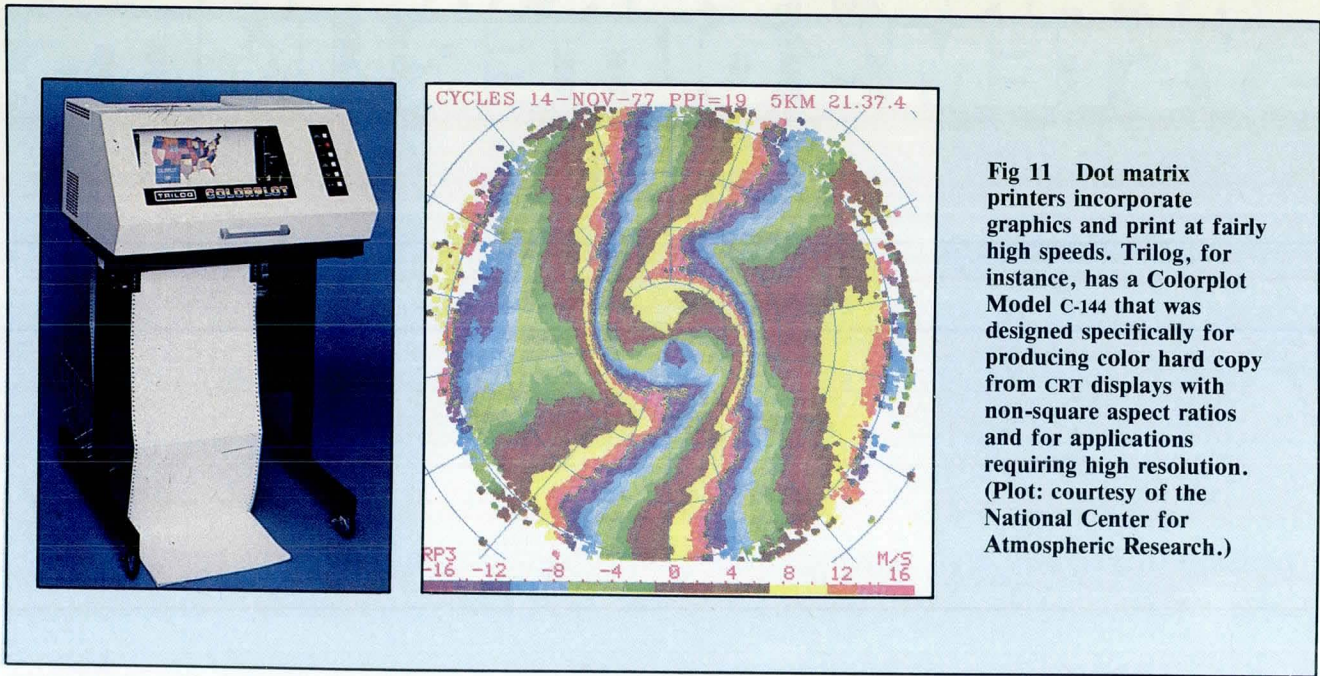 TRILOG COLORPLOT
CYCLES 14-NOV-77 PPI=19 5KM 21.37.4
RP3 M/S
-16 -12 -8 -4 0 4 8 12 16
Fig 11 Dot matrix
printers incorporate
graphics and print at fairly
high speeds. Trilog, for
instance, has a Colorplot
Model C-144 that was
designed specifically for
producing color hard copy
from CRT displays with
non-square aspect ratios
and for applications
requiring high resolution.
(Plot: courtesy of the
National Center for
Atmospheric Research.)